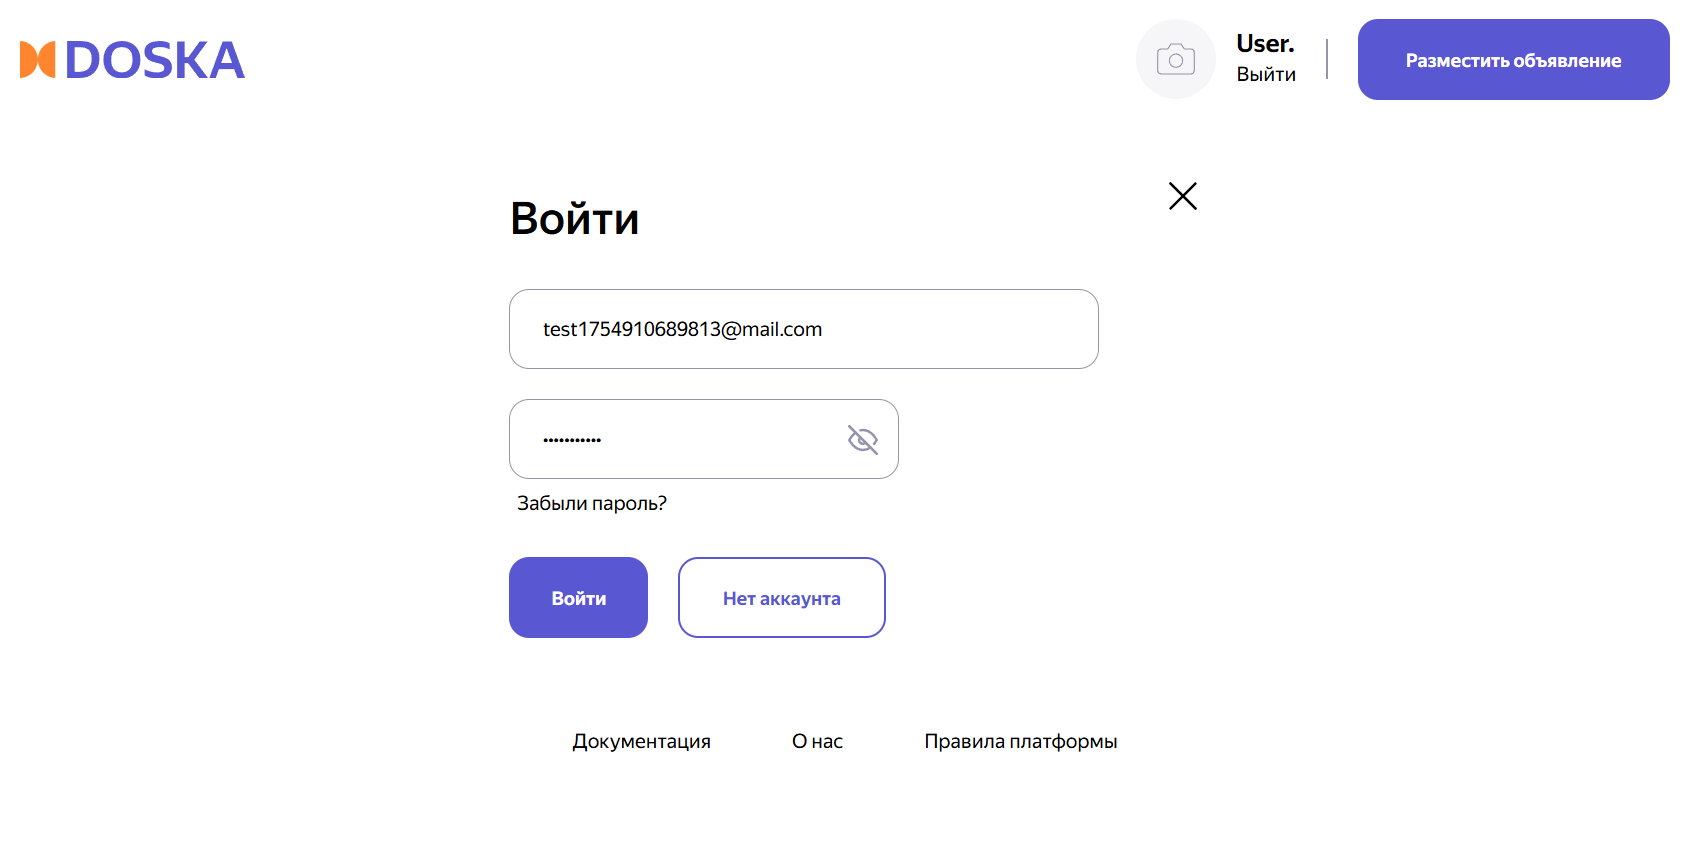 DOSKA
User.
Выйти
Разместить объявление
Войти
test1754910689813@mail.com
•••••••••••
Забыли пароль?
Войти
Нет аккаунта
Документация
О нас
Правила платформы